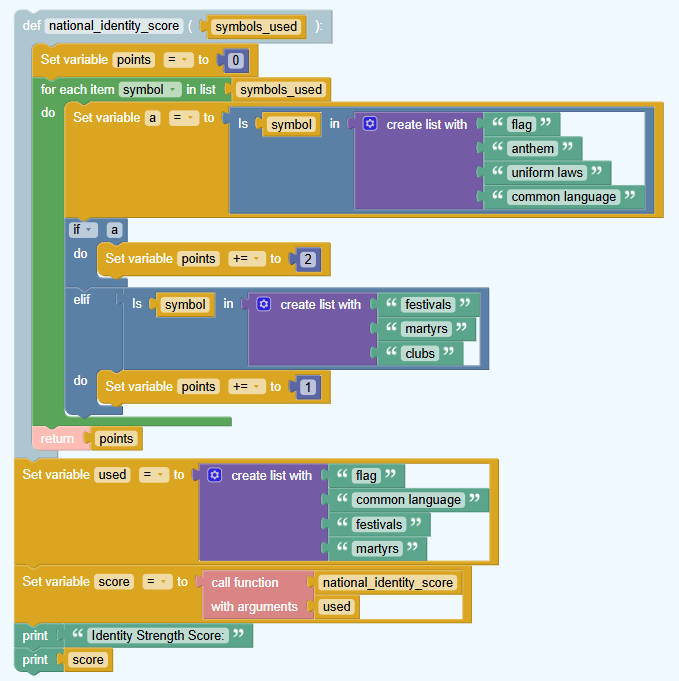 def national_identity_score ( symbols_used ):
Set variable points = to 0
for each item symbol in list symbols_used
do Set variable a = to Is symbol in create list with “ flag ”
“ anthem ”
“ uniform laws ”
“ common language ”
if a
do Set variable points += to 2
elif Is symbol in create list with “ festivals ”
“ martyrs ”
“ clubs ”
do Set variable points += to 1
return points
Set variable used = to create list with “ flag ”
“ common language ”
“ festivals ”
“ martyrs ”
Set variable score = to call function national_identity_score
with arguments used
print “ Identity Strength Score: ”
print score